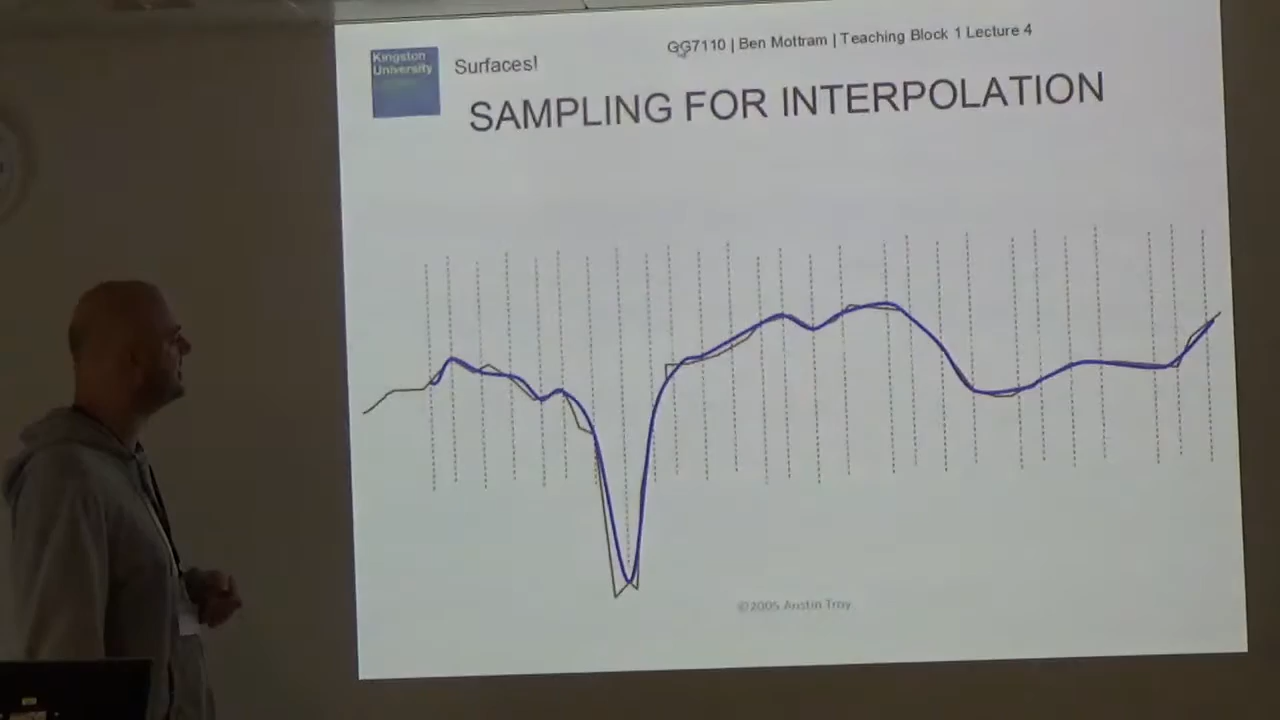 GG7110 | Ben Mottram | Teaching Block 1 Lecture 4
Kingston
University
Surfaces!
SAMPLING FOR INTERPOLATION
©2005 Austin Troy